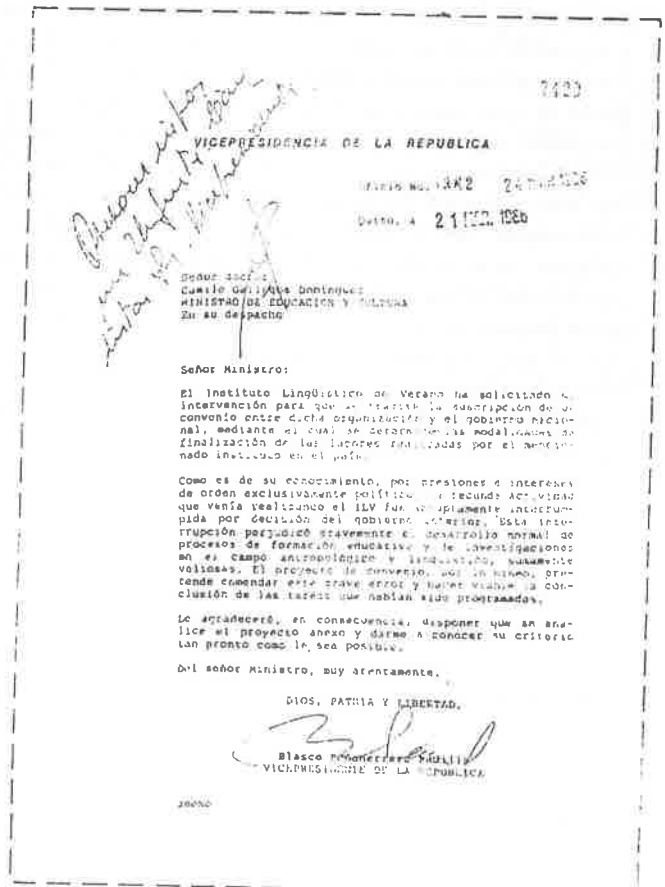 VICEPRESIDENCIA DE LA REPUBLICA
Quito, a 21 DIC. 1986
Señor doctor
Camilo Gallegos Domínguez
MINISTRO DE EDUCACION Y CULTURA
En su despacho
Señor Ministro:
El Instituto Lingüístico de Verano ha solicitado
intervención para que se tramite la suscripción de
convenio entre dicha organización y el gobierno nacio-
nal, mediante el cual se las modalidades de
finalización de las labores realizadas por el mencio-
nado instituto en el país.
Como es de su conocimiento, por presiones e intereses
de orden exclusivamente político la fecunda actividad
que venía realizando el ILV fue abruptamente interrum-
pida por decisión del gobierno anterior. Esta inte-
rrupción perjudicó gravemente el desarrollo normal de
procesos de formación educativa y de investigaciones
en el campo antropológico y lingüístico, sumamente
valiosas. El proyecto de convenio, por lo mismo, pre-
tende enmendar este grave error y hacer viable la con-
clusión de las tareas que habían sido programadas.
Le agradeceré, en consecuencia, disponer que se ana-
lice el proyecto anexo y darme a conocer su criterio
tan pronto como le sea posible.
Del señor Ministro, muy atentamente,
DIOS, PATRIA Y LIBERTAD,
Blasco Peñaherrera Padilla
VICEPRESIDENTE DE LA REPUBLICA